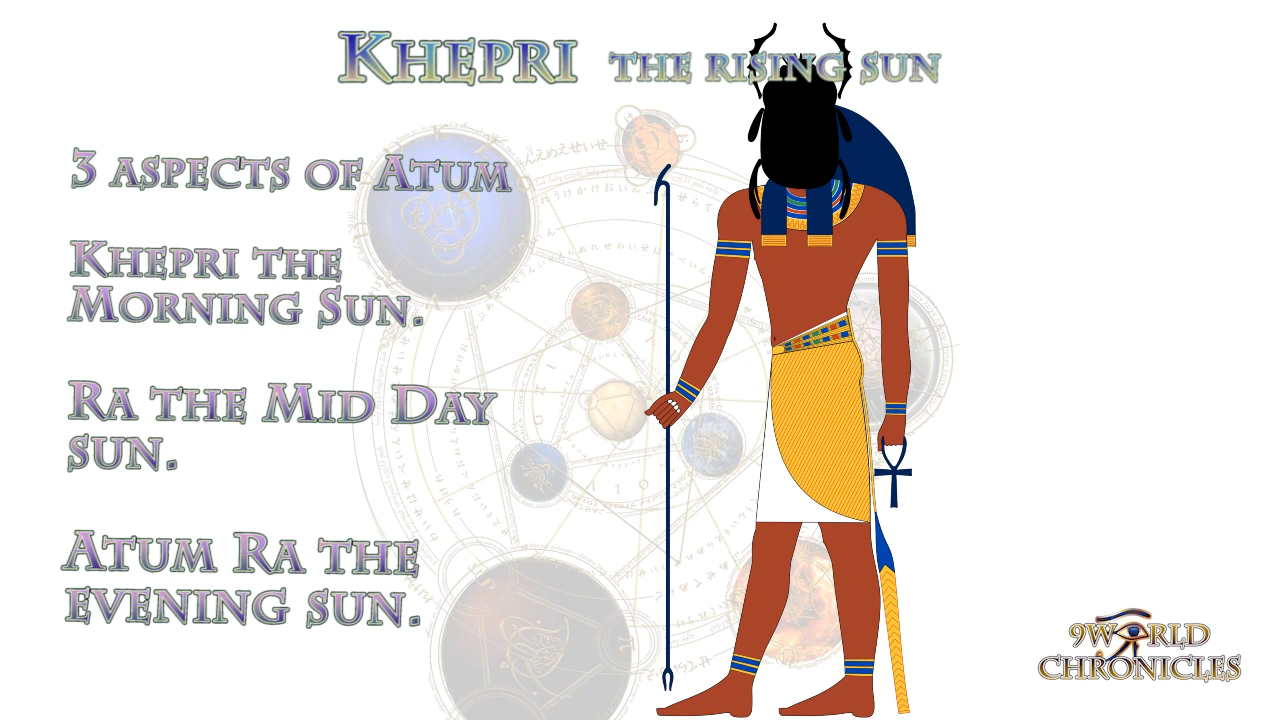 Khepri the rising sun
3 aspects of Atum
Khepri the
Morning Sun.
Ra the Mid Day
sun.
Atum Ra the
evening sun.
9World
Chronicles